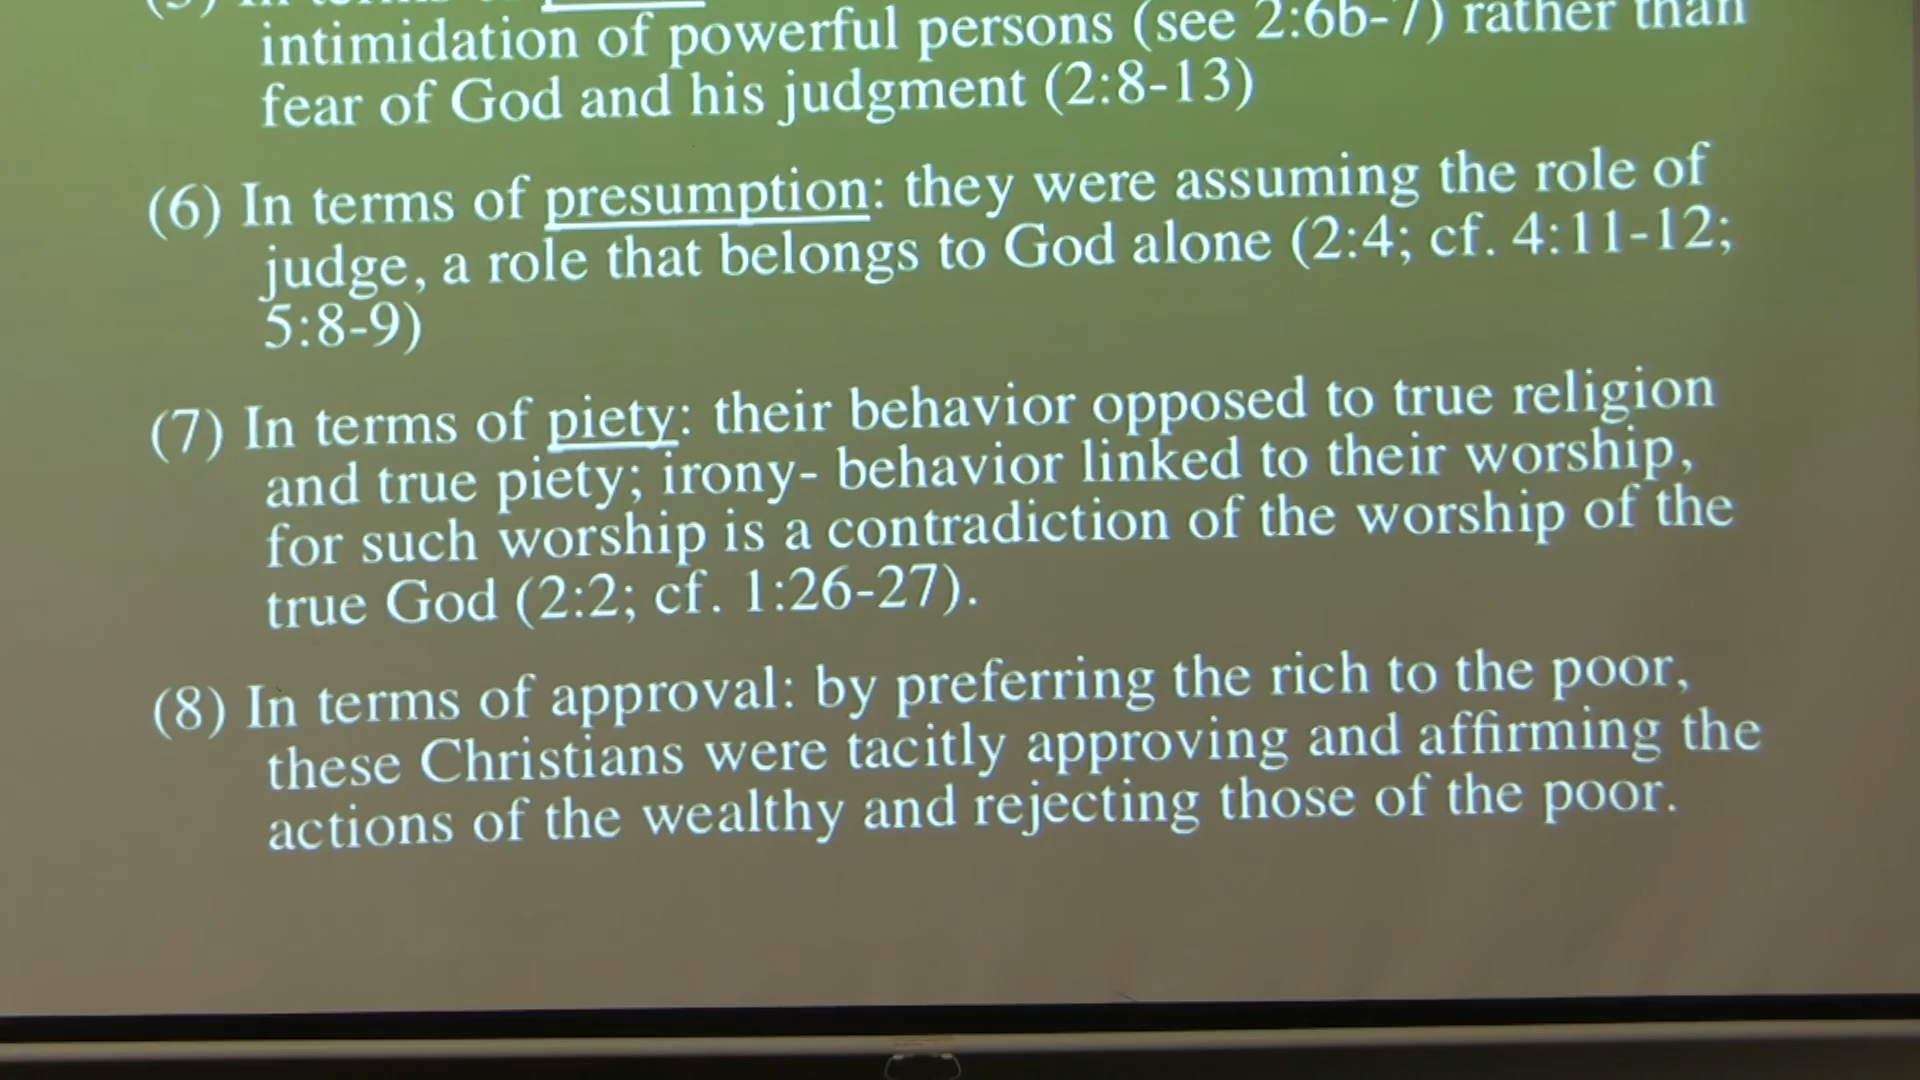 In terms of
intimidation of powerful persons (see 2:6b-7) rather than
fear of God and his judgment (2:8-13)
(6) In terms of presumption: they were assuming the role of
judge, a role that belongs to God alone (2:4; cf. 4:11-12;
5:8-9)
(7) In terms of piety: their behavior opposed to true religion
and true piety; irony- behavior linked to their worship,
for such worship is a contradiction of the worship of the
true God (2:2; cf. 1:26-27).
(8) In terms of approval: by preferring the rich to the poor,
these Christians were tacitly approving and affirming the
actions of the wealthy and rejecting those of the poor.